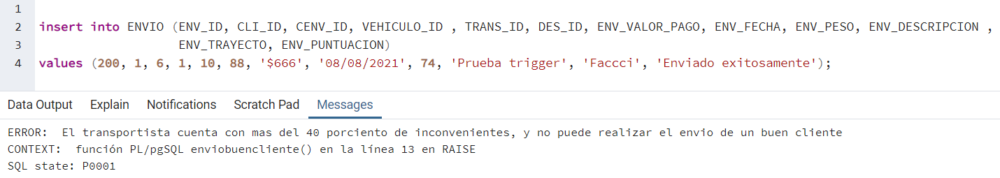 1
2 insert into ENVIO (ENV_ID, CLI_ID, CENV_ID, VEHICULO_ID , TRANS_ID, DES_ID, ENV_VALOR_PAGO, ENV_FECHA, ENV_PESO, ENV_DESCRIPCION ,
3 ENV_TRAYECTO, ENV_PUNTUACION)
4 values (200, 1, 6, 1, 10, 88, '$666', '08/08/2021', 74, 'Prueba trigger', 'Faccci', 'Enviado exitosamente');
Data Output Explain Notifications Scratch Pad Messages
ERROR:  El transportista cuenta con mas del 40 porciento de inconvenientes, y no puede realizar el envio de un buen cliente
CONTEXT:  función PL/pgSQL enviobuencliente() en la línea 13 en RAISE
SQL state: P0001